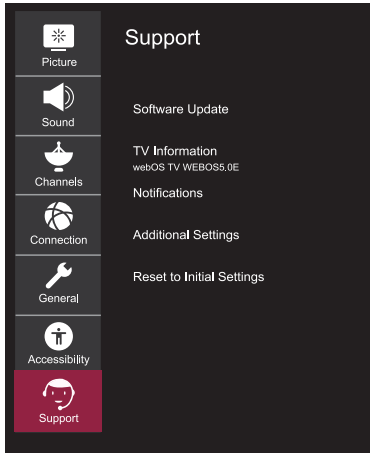 Picture
Sound
Channels
Connection
General
Accessibility
Support
Support
Software Update
TV Information
webOS TV WEBOS5.0E
Notifications
Additional Settings
Reset to Initial Settings